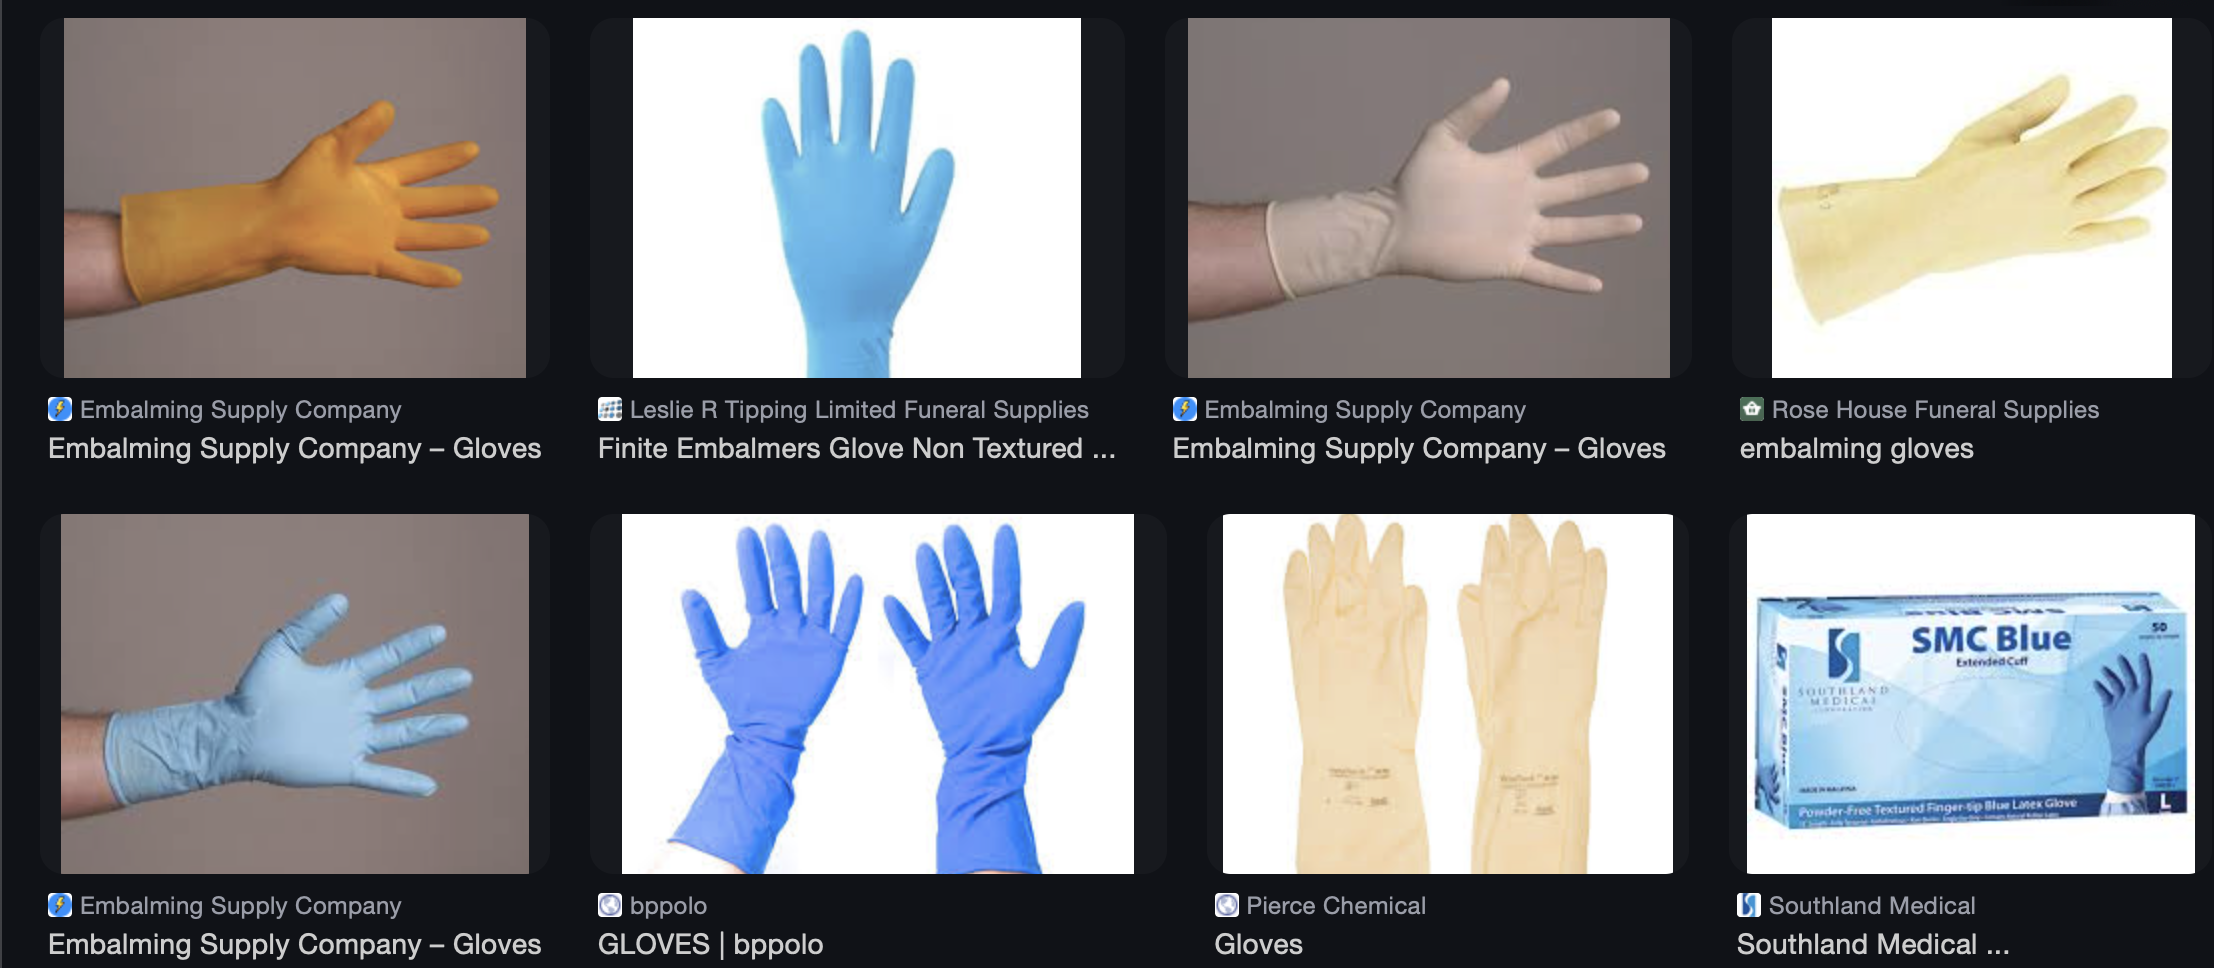 Embalming Supply Company
Embalming Supply Company – Gloves
Leslie R Tipping Limited Funeral Supplies
Finite Embalmers Glove Non Textured ...
Embalming Supply Company
Embalming Supply Company – Gloves
Rose House Funeral Supplies
embalming gloves
SMC Blue
Extended Cuff
50
SOUTHLAND
MEDICAL
MADE IN MALAYSIA
Powder-Free Textured Finger-tip Blue Latex Glove
L
Embalming Supply Company
Embalming Supply Company – Gloves
bppolo
GLOVES | bppolo
Pierce Chemical
Gloves
Southland Medical
Southland Medical ...